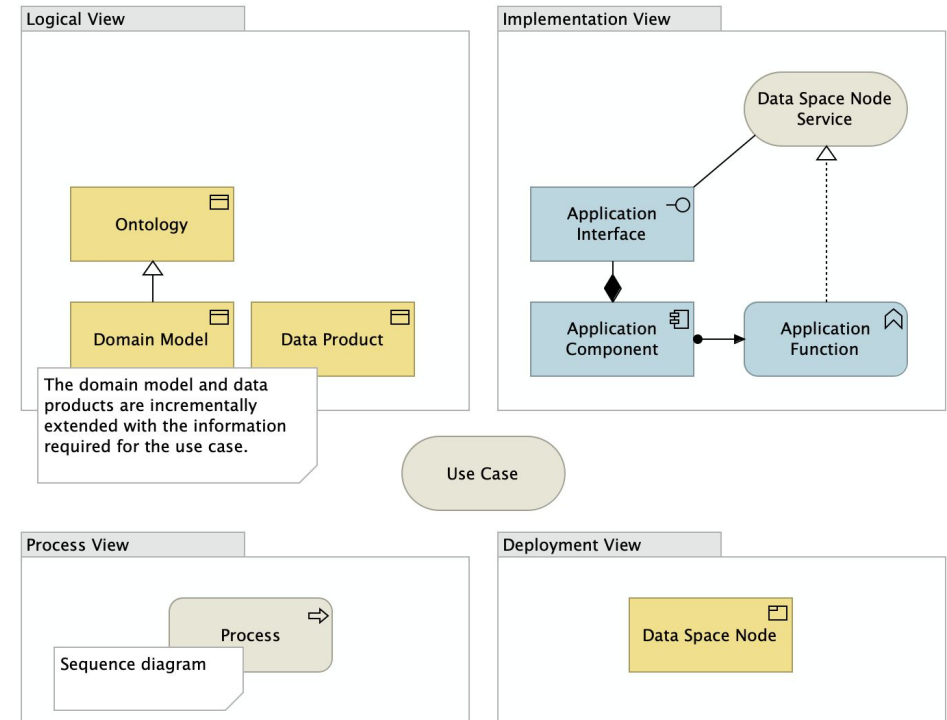 Logical View
Ontology
Domain Model
Data Product
The domain model and data
products are incrementally
extended with the information
required for the use case.
Implementation View
Data Space Node
Service
Application
Interface
Application
Component
Application
Function
Use Case
Process View
Process
Sequence diagram
Deployment View
Data Space Node